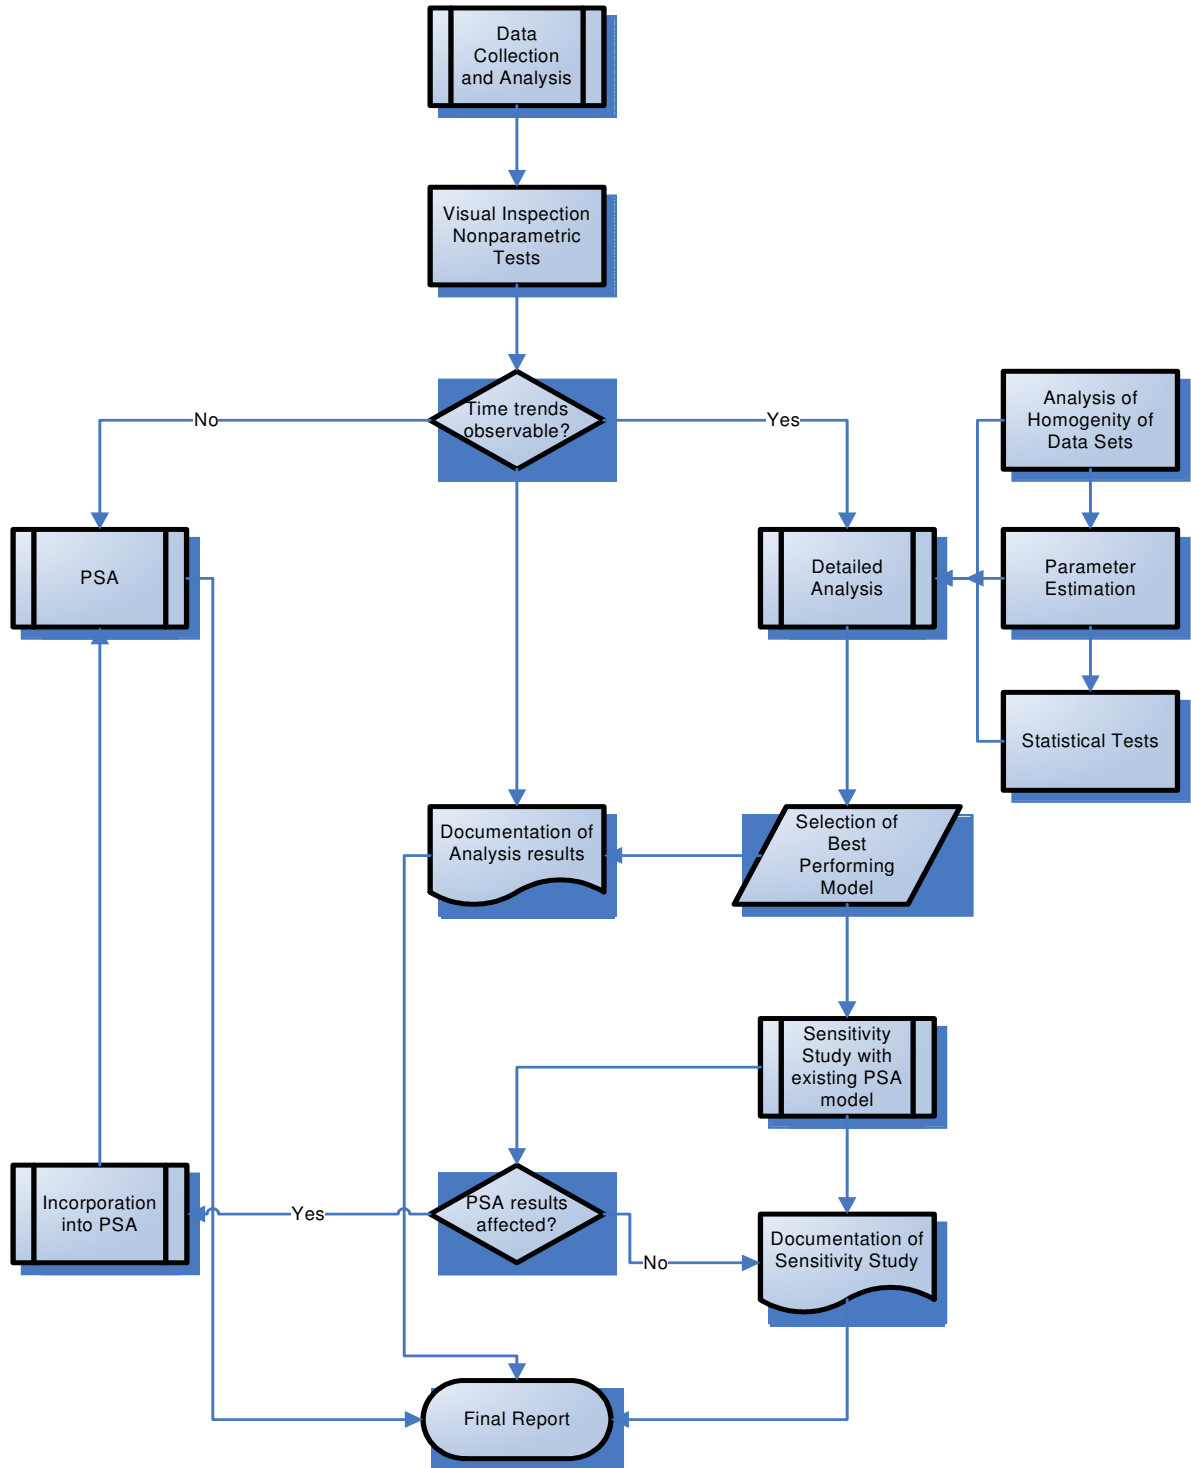 Data
Collection
and Analysis
Visual Inspection
Nonparametric
Tests
Time trends
observable?
No
Yes
Analysis of
Homogenity of
Data Sets
PSA
Detailed
Analysis
Parameter
Estimation
Statistical Tests
Documentation of
Analysis results
Selection of
Best
Performing
Model
Sensitivity
Study with
existing PSA
model
Incorporation
into PSA
Yes
PSA results
affected?
No
Documentation of
Sensitivity Study
Final Report